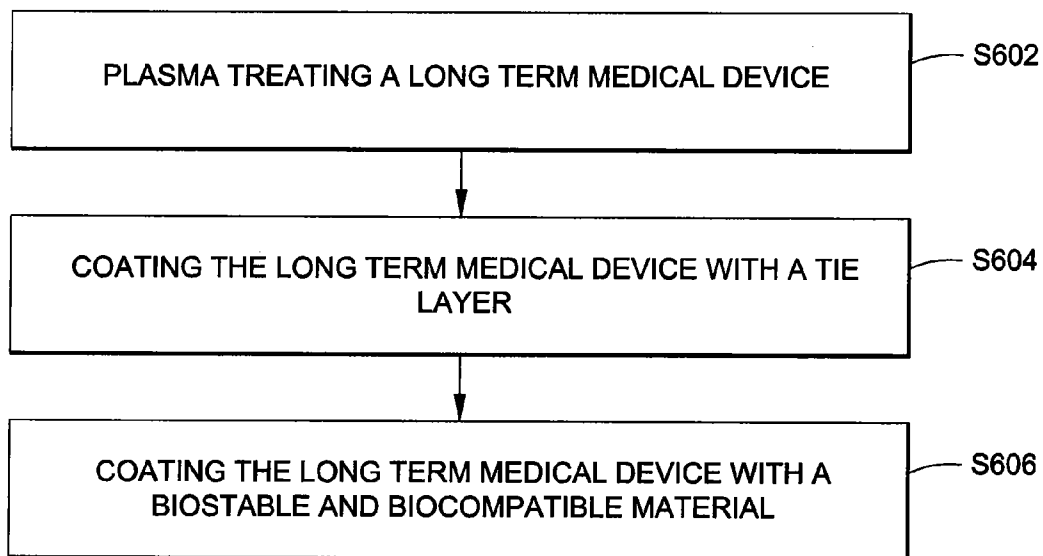 PLASMA TREATING A LONG TERM MEDICAL DEVICE
S602
COATING THE LONG TERM MEDICAL DEVICE WITH A TIE
LAYER
S604
COATING THE LONG TERM MEDICAL DEVICE WITH A
BIOSTABLE AND BIOCOMPATIBLE MATERIAL
S606